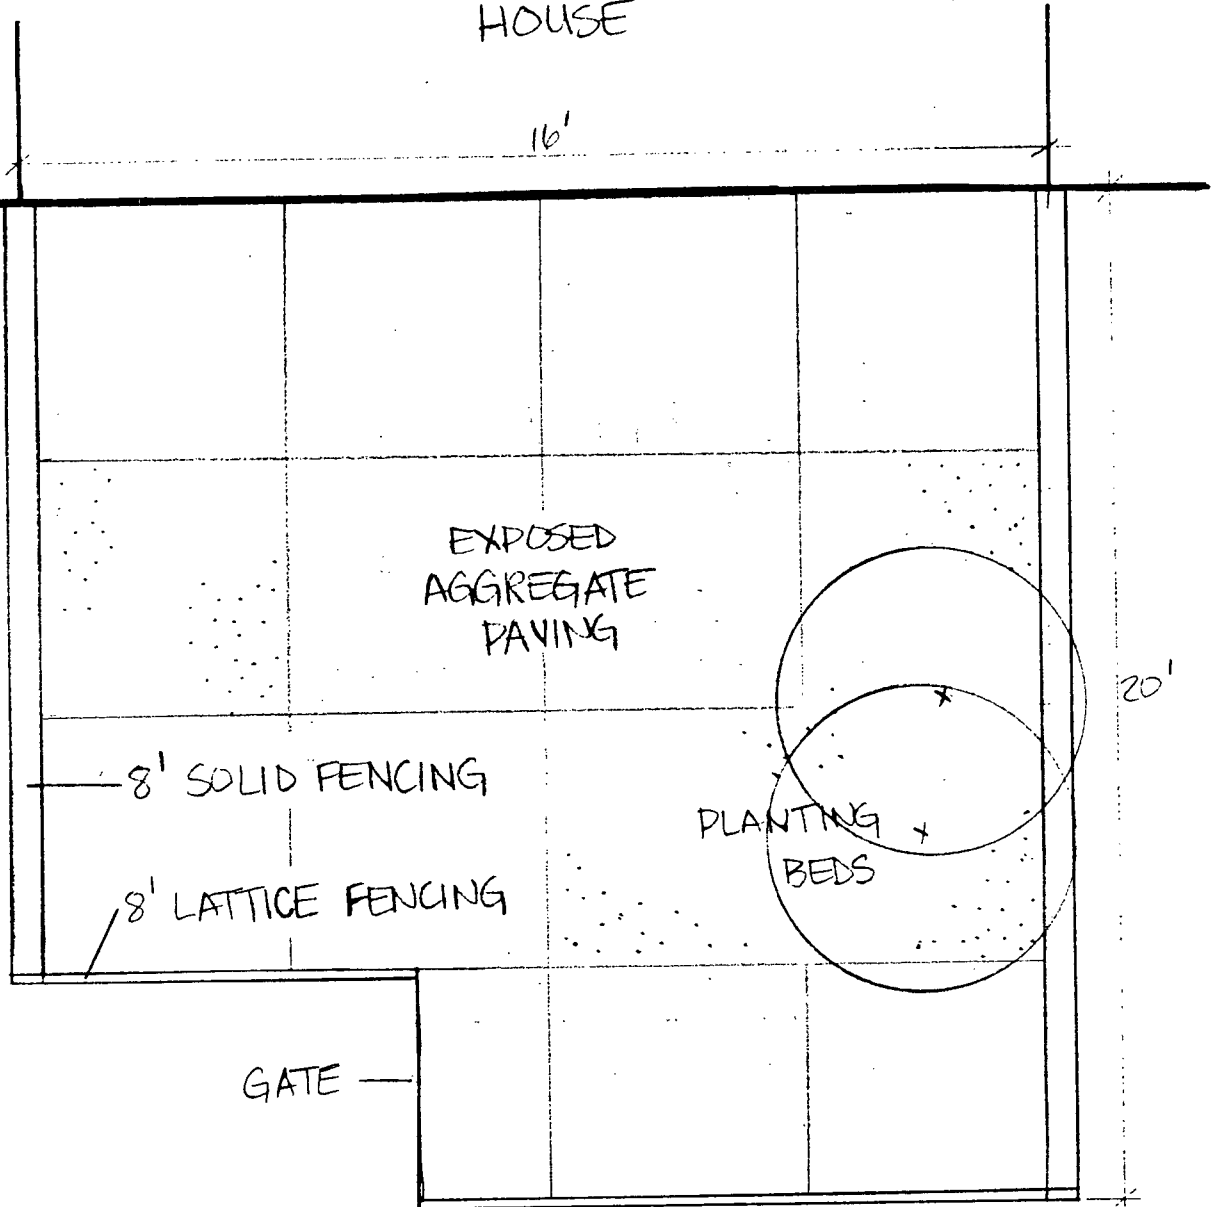 HOUSE
16'
EXPOSED
AGGREGATE
PAVING
20'
8' SOLID FENCING
PLANTING
BEDS
8' LATTICE FENCING
GATE